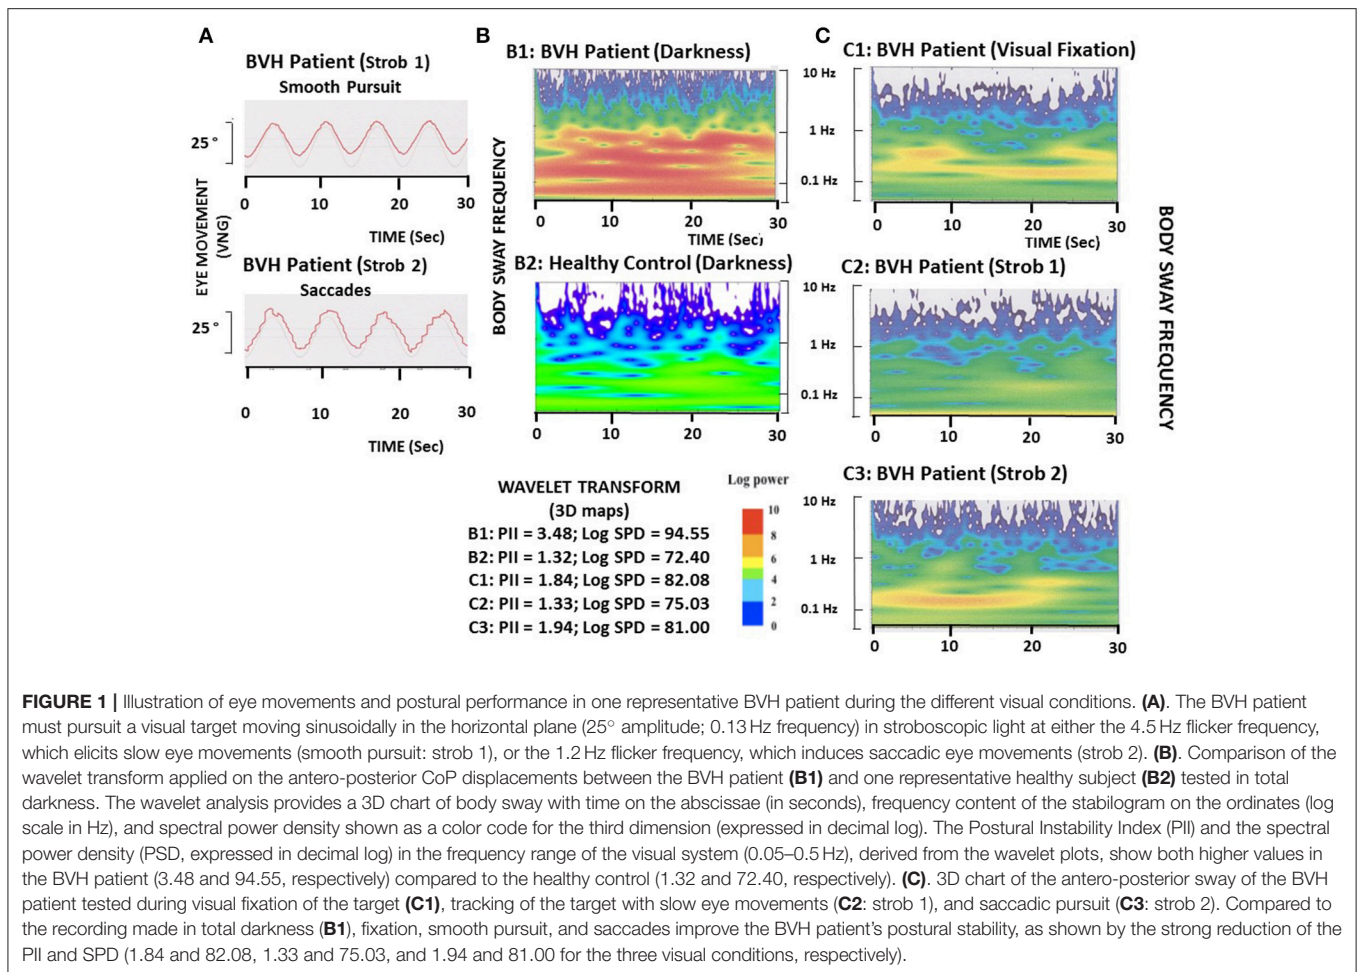 A
BVH Patient (Strob 1)
Smooth Pursuit
25 °
0 10 20 30
TIME (Sec)
EYE MOVEMENT
(VNG)
BVH Patient (Strob 2)
Saccades
25 °
0 10 20 30
TIME (Sec)
B
B1: BVH Patient (Darkness)
0 10 20 30
TIME (Sec)
BODY SWAY FREQUENCY
B2: Healthy Control (Darkness)
0 10 20 30
WAVELET TRANSFORM
(3D maps)
B1: PII = 3.48; Log SPD = 94.55
B2: PII = 1.32; Log SPD = 72.40
C1: PII = 1.84; Log SPD = 82.08
C2: PII = 1.33; Log SPD = 75.03
C3: PII = 1.94; Log SPD = 81.00
Log power
10
8
6
4
2
0
C
C1: BVH Patient (Visual Fixation)
10 Hz
1 Hz
0.1 Hz
0 10 20 30
TIME (Sec)
C2: BVH Patient (Strob 1)
10 Hz
1 Hz
0.1 Hz
0 10 20 30
C3: BVH Patient (Strob 2)
10 Hz
1 Hz
0.1 Hz
0 10 20 30
BODY SWAY FREQUENCY
FIGURE 1 | Illustration of eye movements and postural performance in one representative BVH patient during the different visual conditions. (A). The BVH patient
must pursuit a visual target moving sinusoidally in the horizontal plane (25° amplitude; 0.13 Hz frequency) in stroboscopic light at either the 4.5 Hz flicker frequency,
which elicits slow eye movements (smooth pursuit: strob 1), or the 1.2 Hz flicker frequency, which induces saccadic eye movements (strob 2). (B). Comparison of the
wavelet transform applied on the antero-posterior CoP displacements between the BVH patient (B1) and one representative healthy subject (B2) tested in total
darkness. The wavelet analysis provides a 3D chart of body sway with time on the abscissae (in seconds), frequency content of the stabilogram on the ordinates (log
scale in Hz), and spectral power density shown as a color code for the third dimension (expressed in decimal log). The Postural Instability Index (PII) and the spectral
power density (PSD, expressed in decimal log) in the frequency range of the visual system (0.05–0.5 Hz), derived from the wavelet plots, show both higher values in
the BVH patient (3.48 and 94.55, respectively) compared to the healthy control (1.32 and 72.40, respectively). (C). 3D chart of the antero-posterior sway of the BVH
patient tested during visual fixation of the target (C1), tracking of the target with slow eye movements (C2: strob 1), and saccadic pursuit (C3: strob 2). Compared to
the recording made in total darkness (B1), fixation, smooth pursuit, and saccades improve the BVH patient's postural stability, as shown by the strong reduction of the
PII and SPD (1.84 and 82.08, 1.33 and 75.03, and 1.94 and 81.00 for the three visual conditions, respectively).